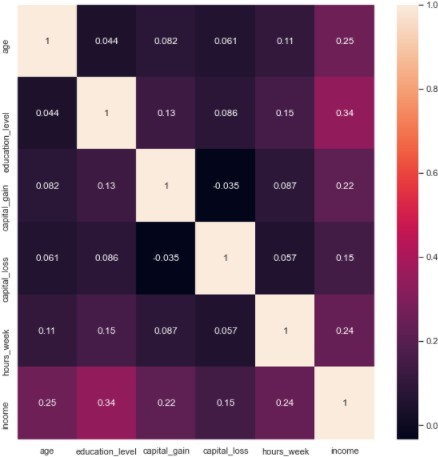 age 1 0.044 0.082 0.061 0.11 0.25
education_level 0.044 1 0.13 0.086 0.15 0.34
capital_gain 0.082 0.13 1 -0.035 0.087 0.22
capital_loss 0.061 0.086 -0.035 1 0.057 0.15
hours_week 0.11 0.15 0.087 0.057 1 0.24
income 0.25 0.34 0.22 0.15 0.24 1
age education_level capital_gain capital_loss hours_week income
1.0
0.8
0.6
0.4
0.2
0.0